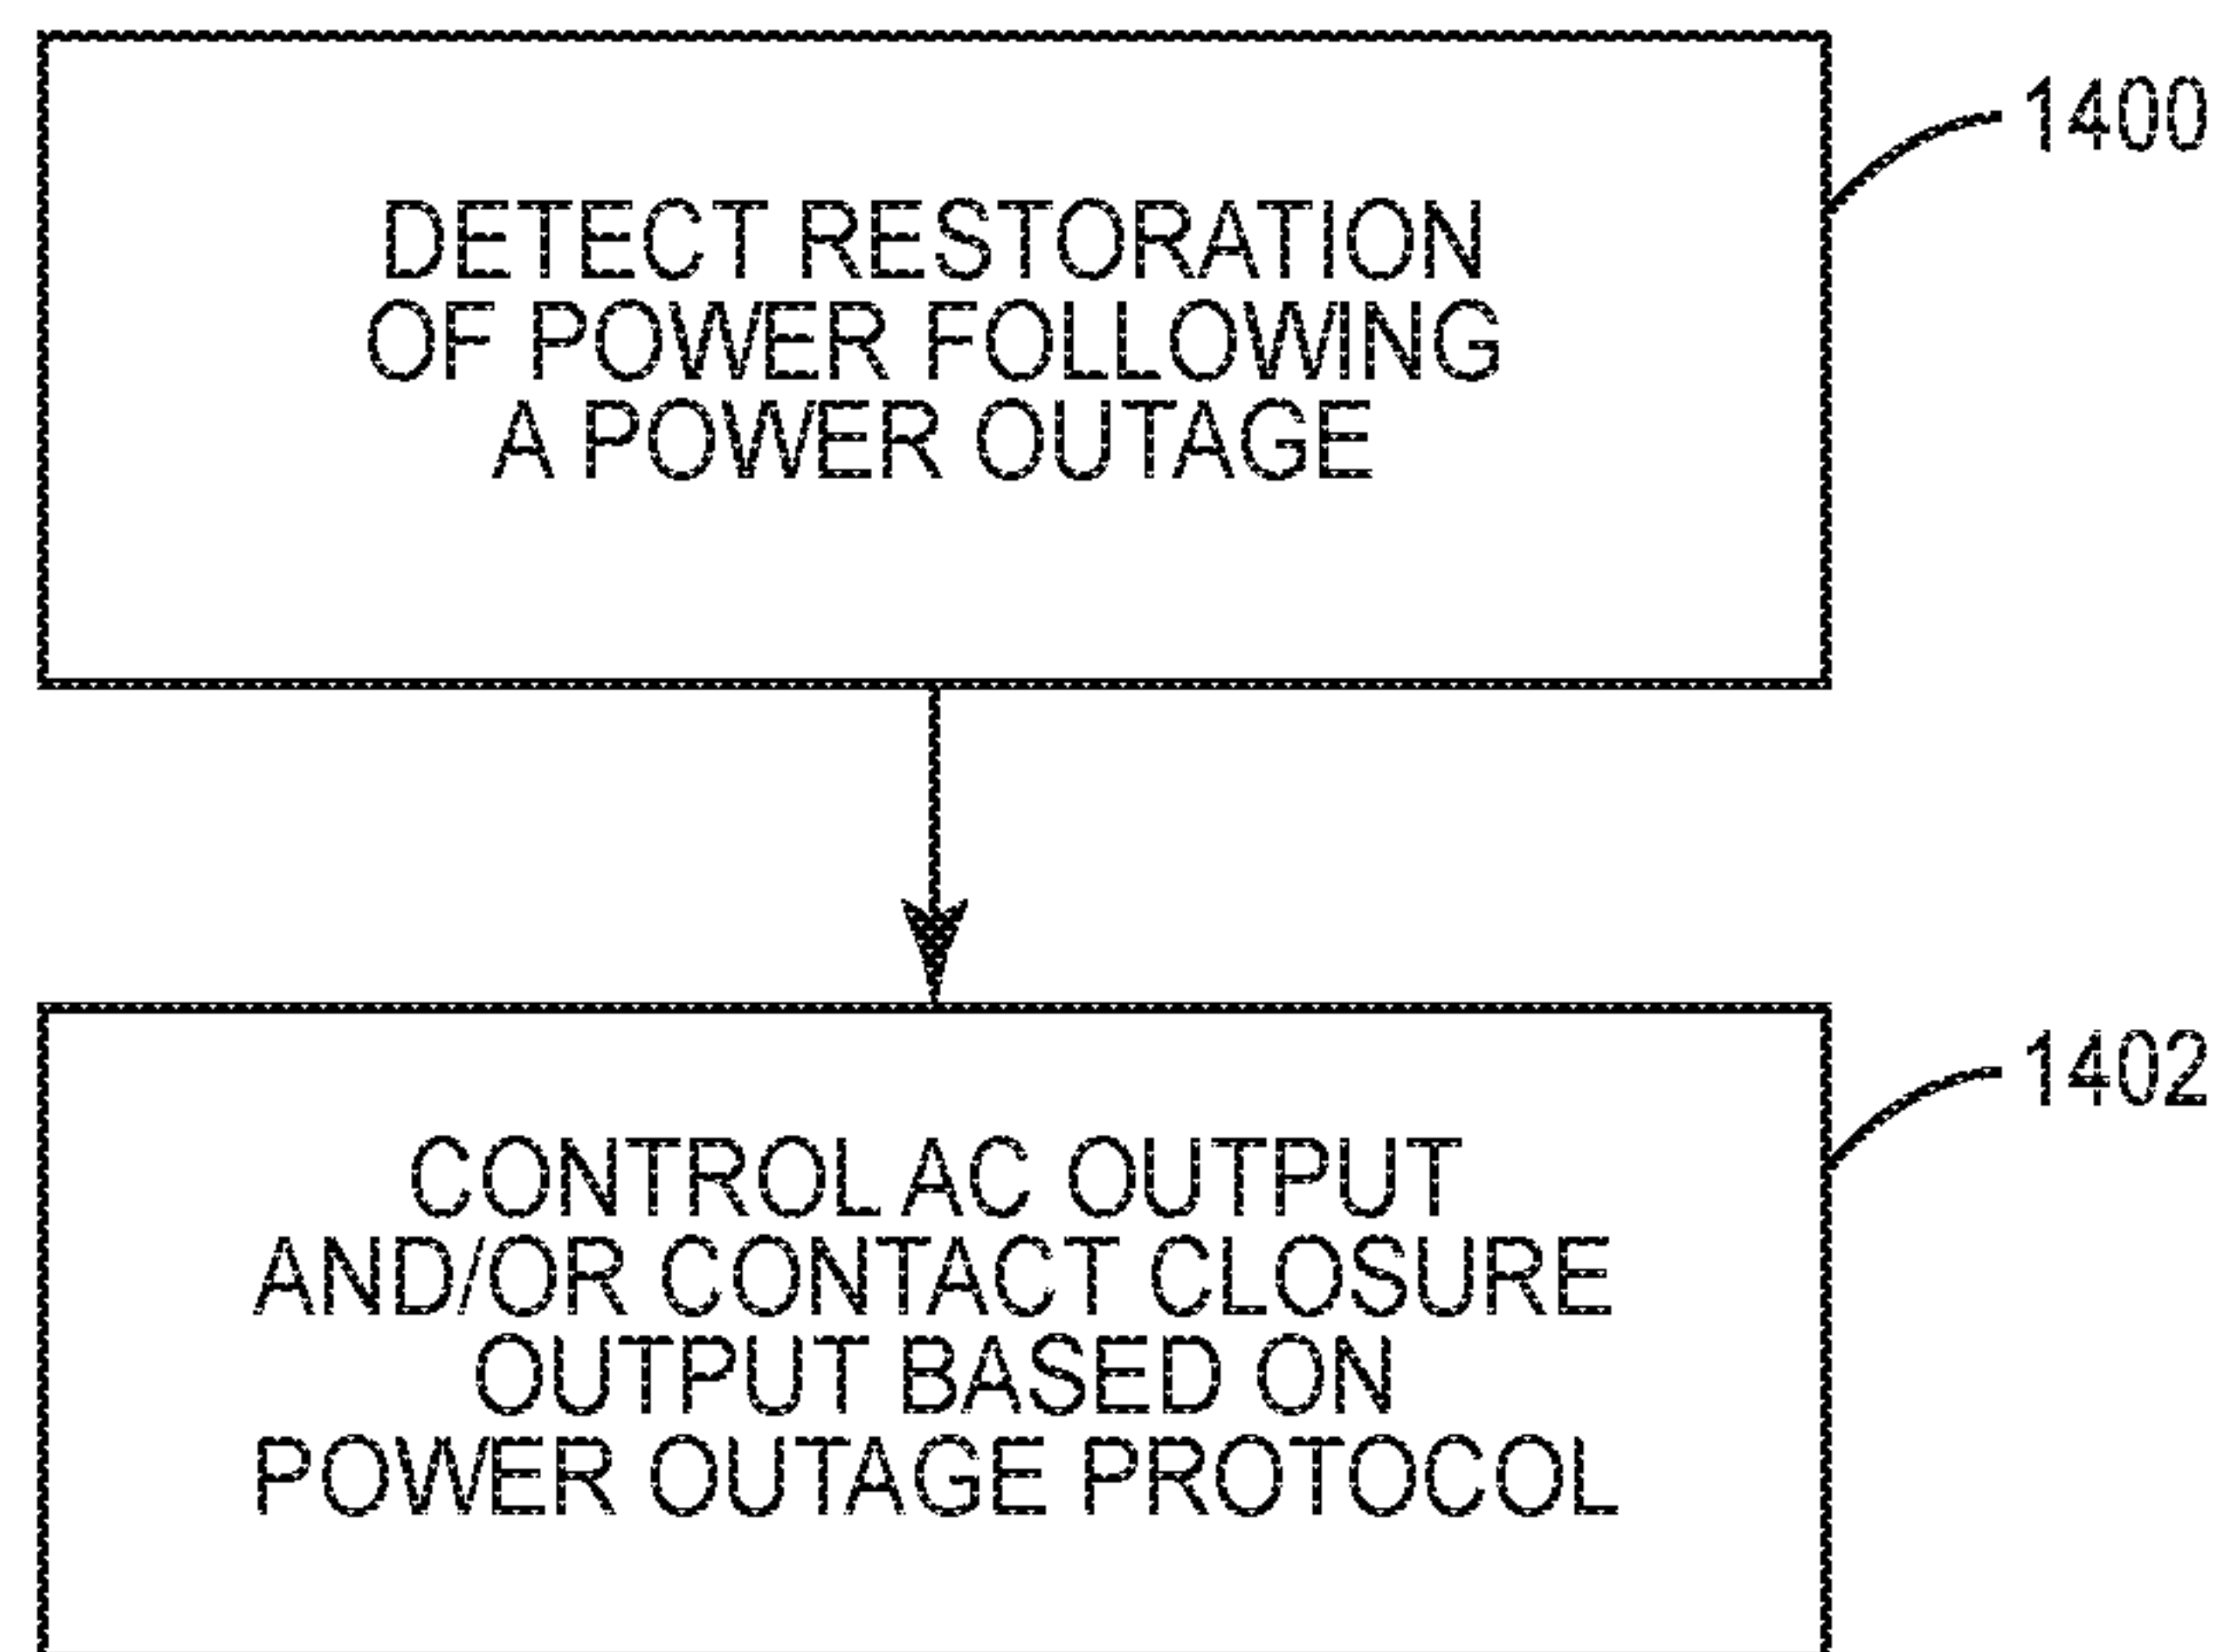 1400
DETECT RESTORATION
OF POWER FOLLOWING
A POWER OUTAGE
1402
CONTROL AC OUTPUT
AND/OR CONTACT CLOSURE
OUTPUT BASED ON
POWER OUTAGE PROTOCOL